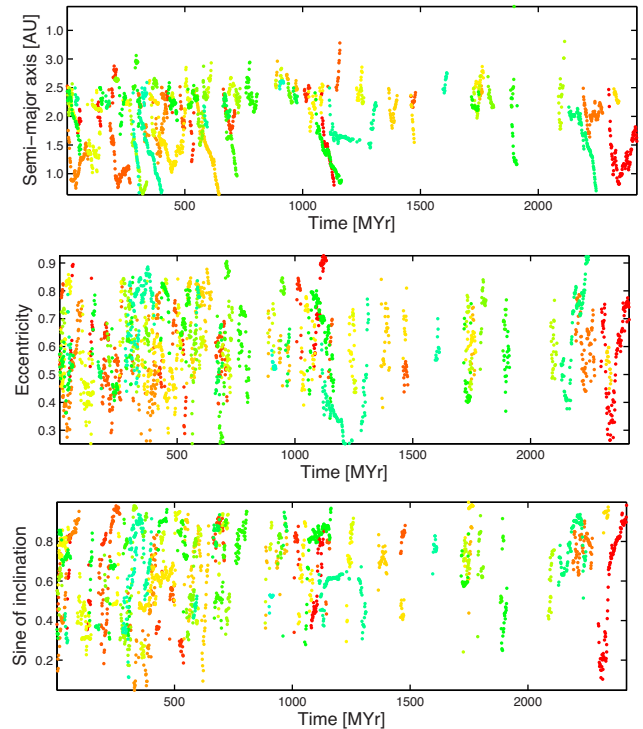 Semi-major axis [AU]
1.0
3.0
2.5
2.0
1.5
1.0
500 1000 1500 2000
Time [MYr]
Eccentricity
0.9
0.8
0.7
0.6
0.5
0.4
0.3
500 1000 1500 2000
Time [MYr]
Sine of inclination
0.8
0.6
0.4
0.2
500 1000 1500 2000
Time [MYr]